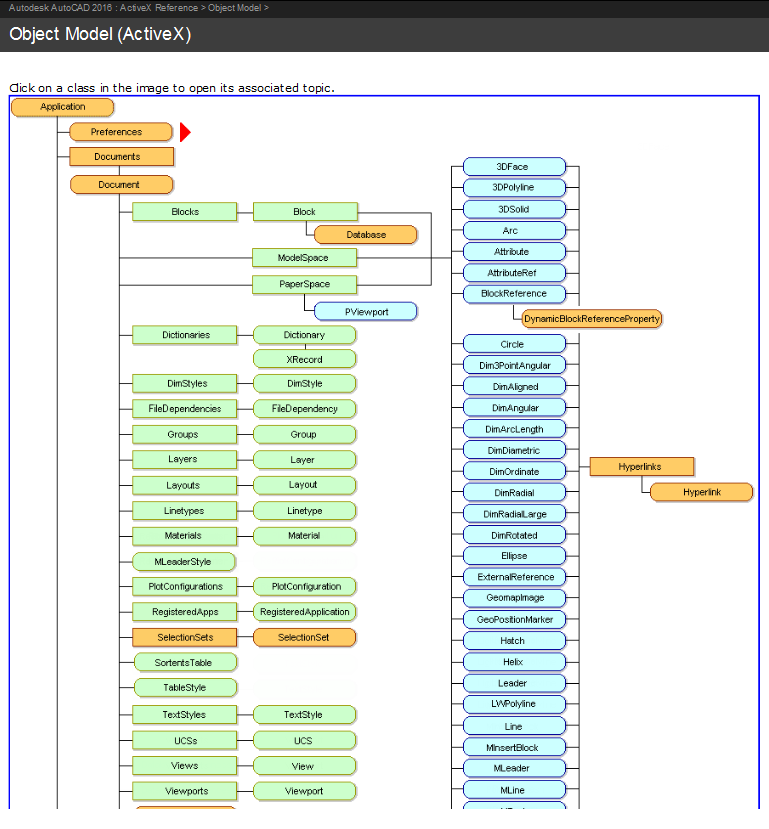 Autodesk AutoCAD 2016 : ActiveX Reference > Object Model >
Object Model (ActiveX)
Click on a class in the image to open its associated topic.
Application
Preferences
Documents
Document
Blocks
Block
Database
ModelSpace
PaperSpace
PViewport
Dictionaries
Dictionary
XRecord
DimStyles
DimStyle
FileDependencies
FileDependency
Groups
Group
Layers
Layer
Layouts
Layout
Linetypes
Linetype
Materials
Material
MLeaderStyle
PlotConfigurations
PlotConfiguration
RegisteredApps
RegisteredApplication
SelectionSets
SelectionSet
SortentsTable
TableStyle
TextStyles
TextStyle
UCSs
UCS
Views
View
Viewports
Viewport
3DFace
3DPolyline
3DSolid
Arc
Attribute
AttributeRef
BlockReference
DynamicBlockReferenceProperty
Circle
Dim3PointAngular
DimAligned
DimAngular
DimArcLength
DimDiametric
DimOrdinate
DimRadial
DimRadialLarge
DimRotated
Ellipse
ExternalReference
GeomapImage
GeoPositionMarker
Hatch
Helix
Leader
LWPolyline
Line
MInsertBlock
MLeader
MLine
Hyperlinks
Hyperlink